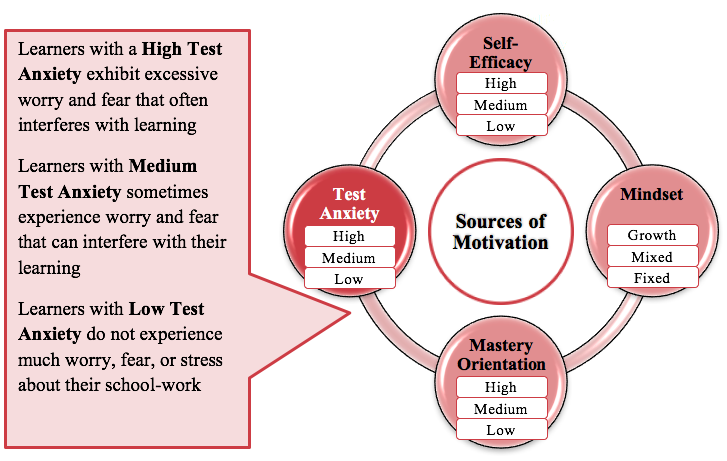 Learners with a High Test
Anxiety exhibit excessive
worry and fear that often
interferes with learning
Learners with Medium
Test Anxiety sometimes
experience worry and fear
that can interfere with their
learning
Learners with Low Test
Anxiety do not experience
much worry, fear, or stress
about their school-work
Self-
Efficacy
High
Medium
Low
Test
Anxiety
High
Medium
Low
Sources of
Motivation
Mindset
Growth
Mixed
Fixed
Mastery
Orientation
High
Medium
Low